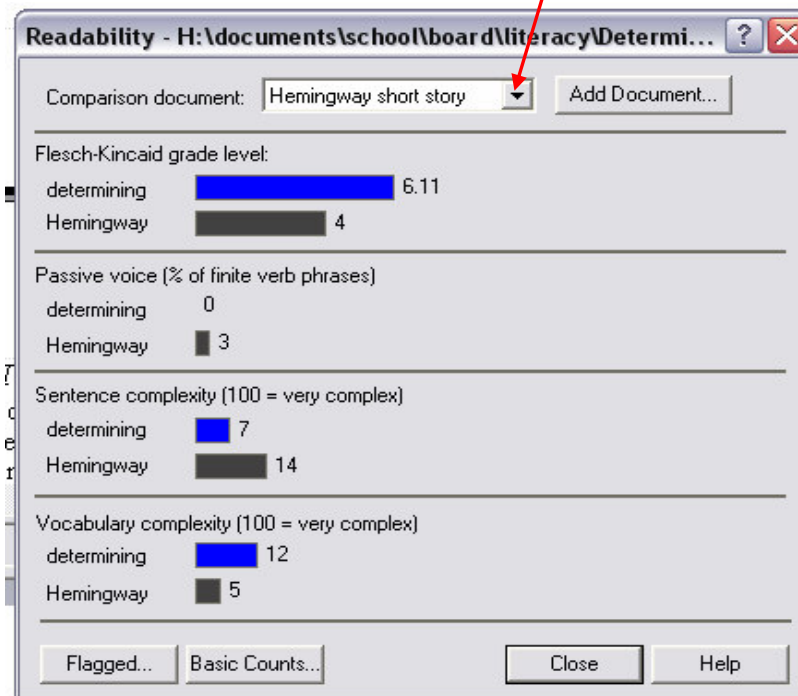 Readability - H:\documents\school\board\literacy\Determi... ?
Comparison document: Hemingway short story Add Document...
Flesch-Kincaid grade level:
determining 6.11
Hemingway 4
Passive voice (% of finite verb phrases)
determining 0
Hemingway 3
Sentence complexity (100 = very complex)
determining 7
Hemingway 14
Vocabulary complexity (100 = very complex)
determining 12
Hemingway 5
Flagged... Basic Counts... Close Help